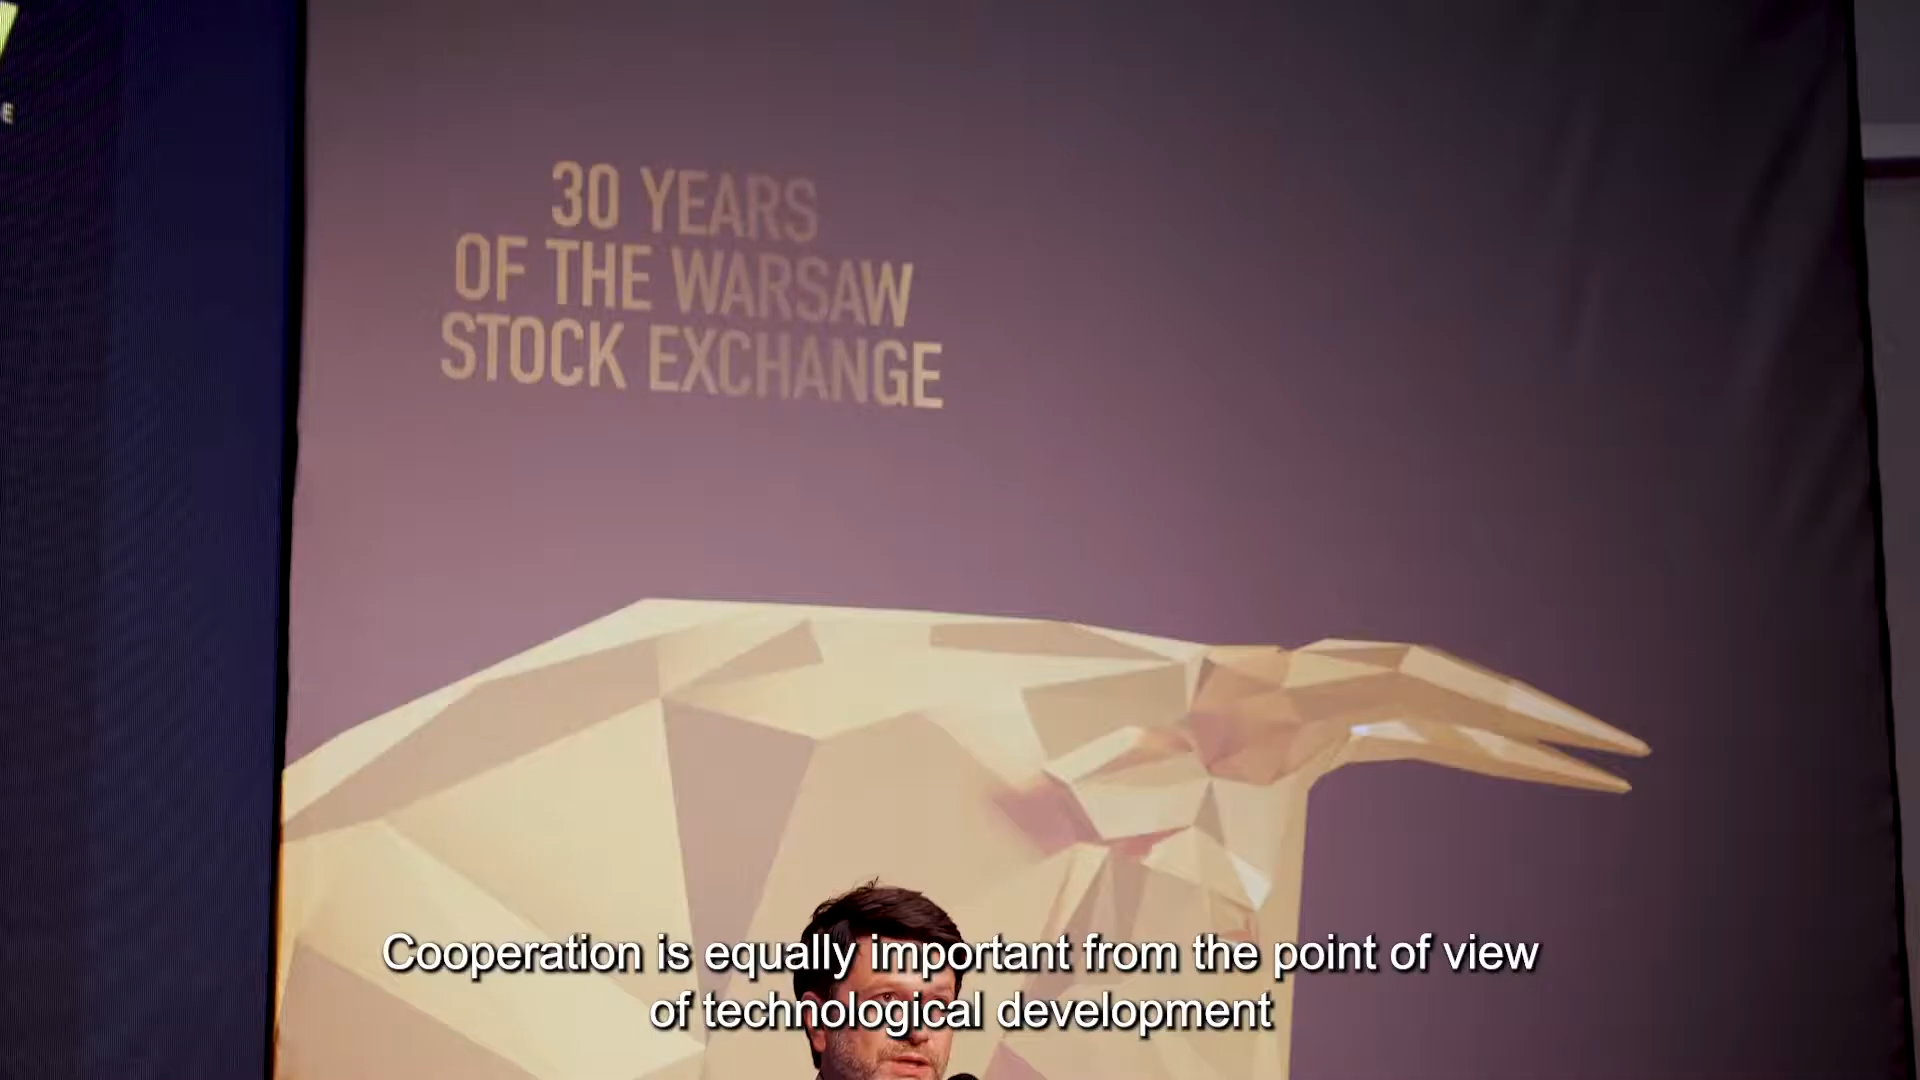 30 YEARS
OF THE WARSAW
STOCK EXCHANGE
Cooperation is equally important from the point of view
of technological development